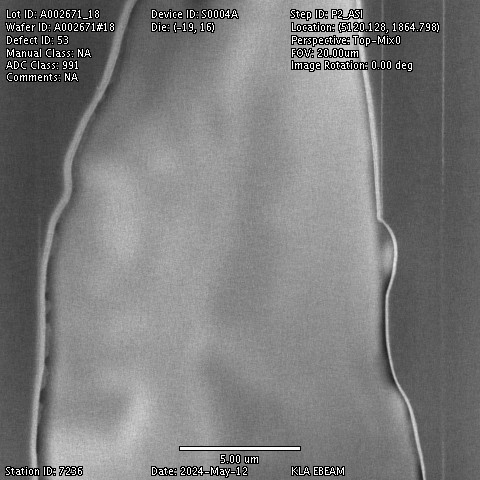 Lot ID: A002671_18
Wafer ID: A002671#18
Defect ID: 53
Manual Class: NA
ADC Class: 991
Comments: NA
Device ID: S0004A
Die: (-19, 16)
Step ID: P2_ASI
Location: (5120.128, 1864.798)
Perspective: Top-Mix0
FOV: 20.00um
Image Rotation: 0.00 deg
5.00 um
Station ID: 7236
Date: 2024-May-12
KLA EBEAM